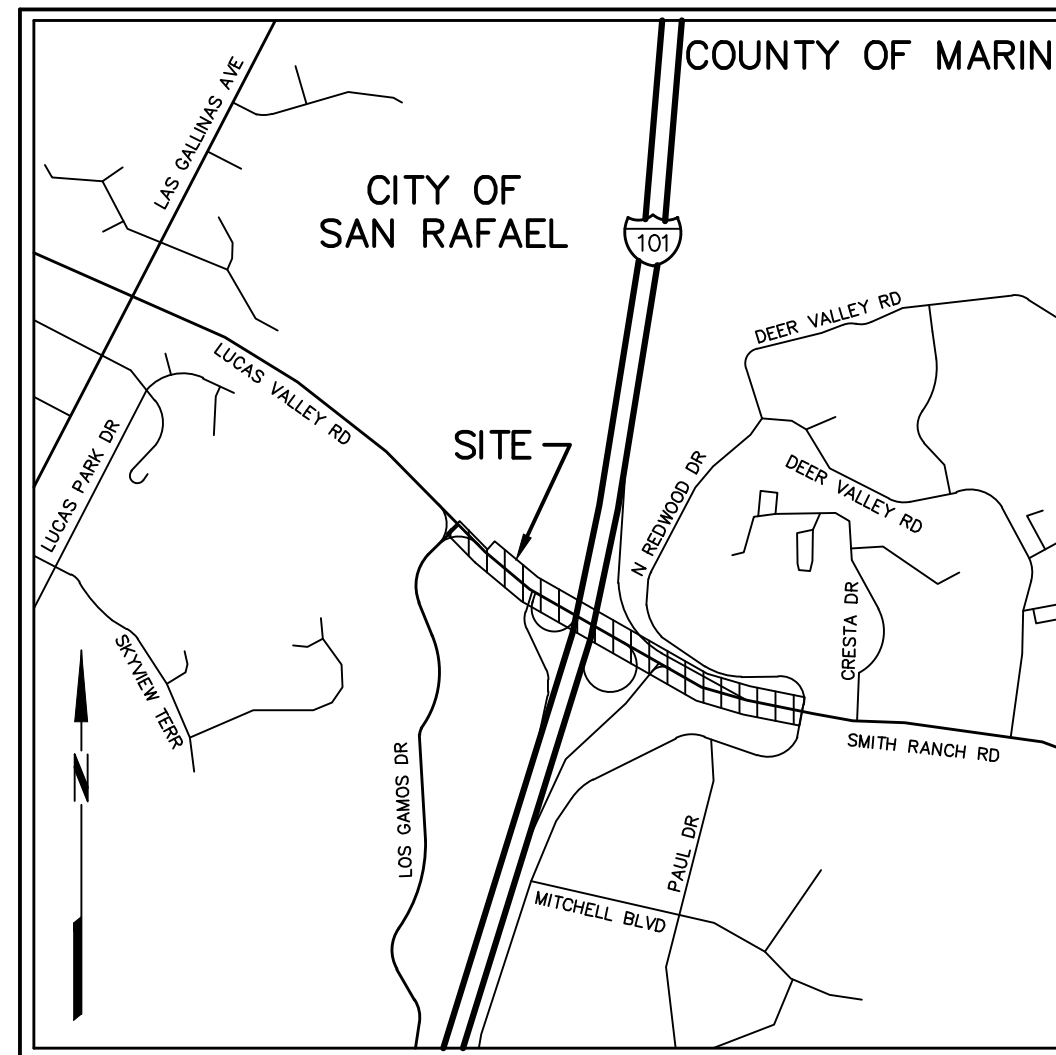 COUNTY OF MARIN
LAS GALLINAS AVE
CITY OF
SAN RAFAEL
101
DEER VALLEY RD
LUCAS VALLEY RD
SITE
LUCAS PARK DR
N REDWOOD DR
DEER VALLEY RD
CRESTA DR
SKYVIEW TERR
SMITH RANCH RD
N
LOS GAMOS DR
PAUL DR
MITCHELL BLVD